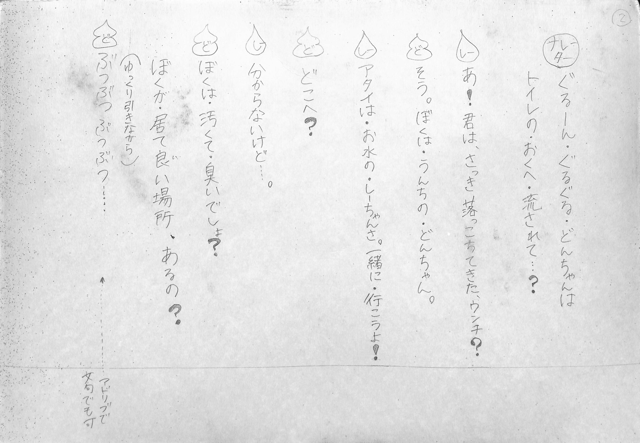 ②
ナレーター ぐるーん・ぐるぐる・どんちゃんは
トイレの・おくへ・流されて…?
しー あ!君は、さっき落っこちてきた、ウンチ?
ど そう。ぼくは・うんちの・どんちゃん。
しー アタイは・お水の・しーちゃんさ。一緒に・行こうよ!
ど どこへ?
し 分からないけど…。
ど ぼくは・汚くて・臭いでしょ?
ぼくが・居て良い場所、あるの?
(ゆっくり引きながら)
ど ぶつぶつ ぶつぶつ……
アドリブで
文句でも可